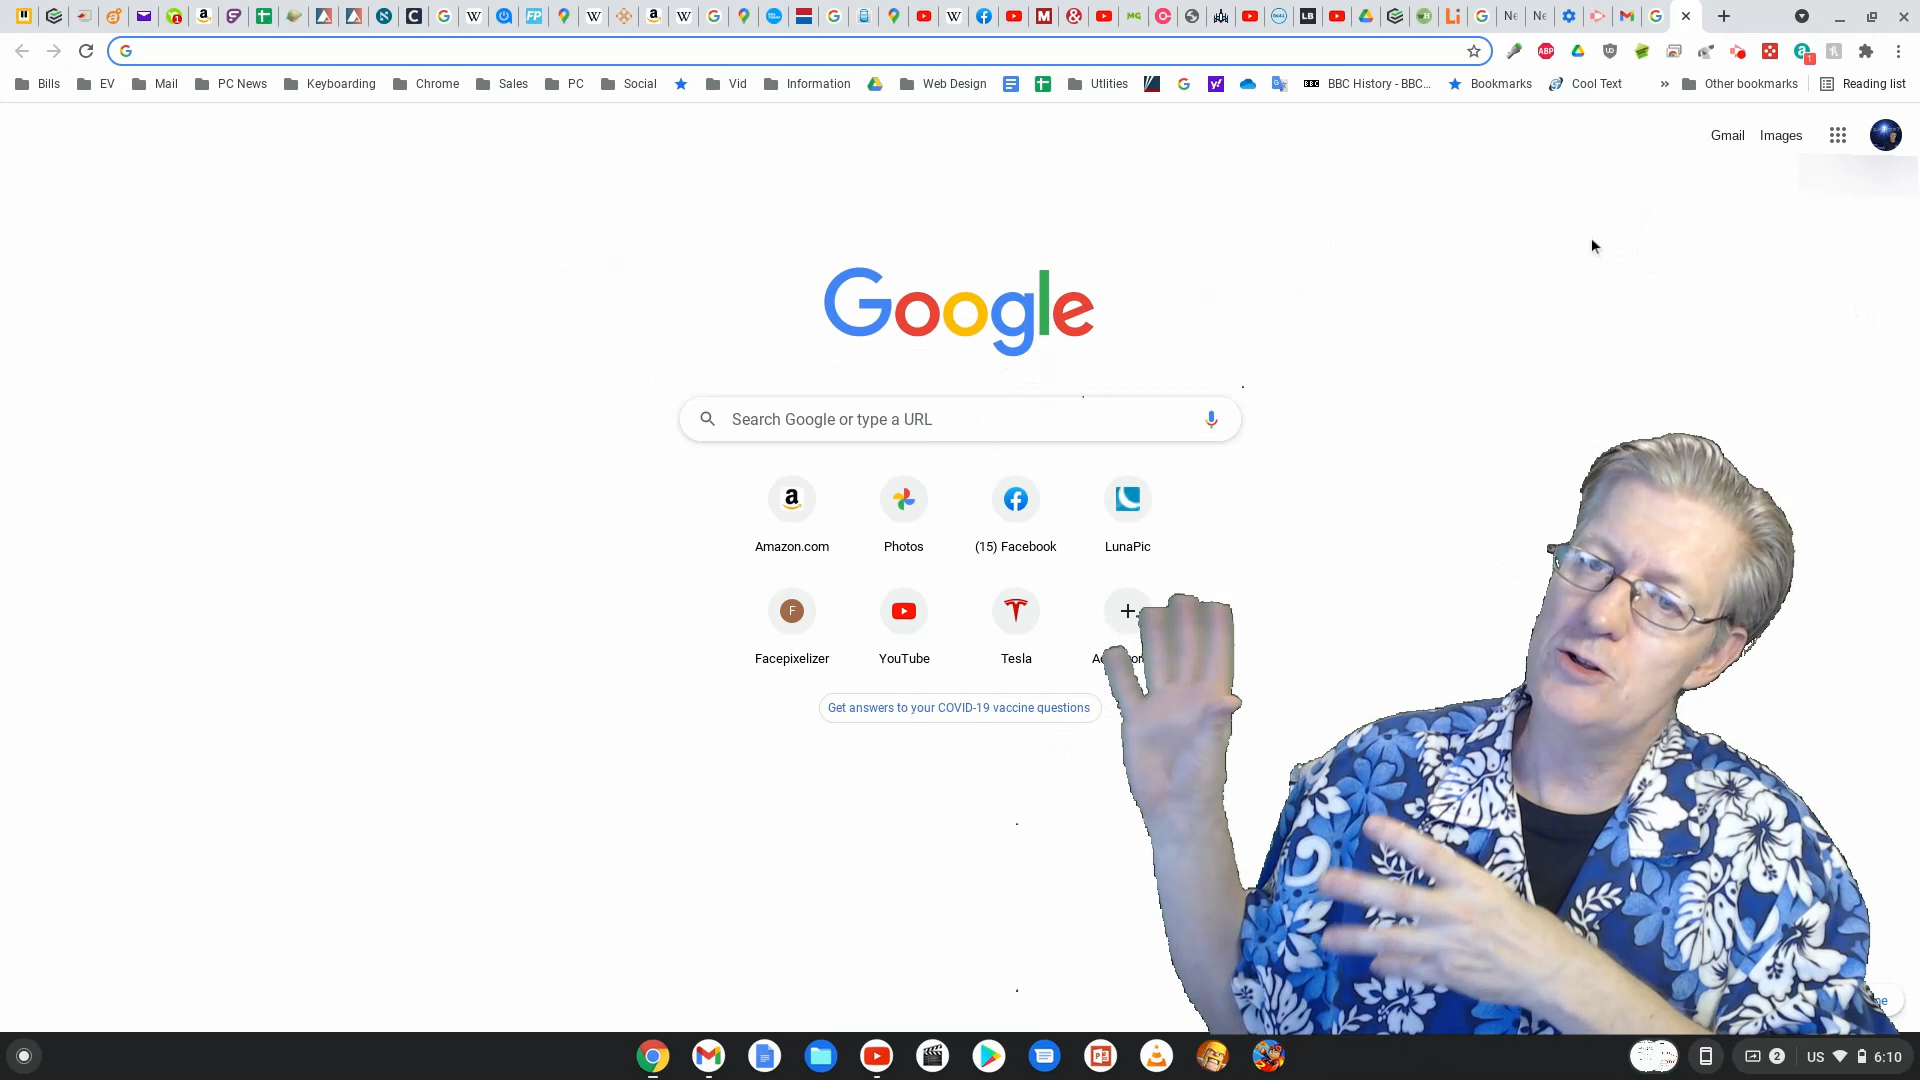 Bills EV Mail PC News Keyboarding Chrome Sales PC Social Vid Information Web Design Utlities BBC History - BBC... Bookmarks Cool Text » Other bookmarks Reading list
Gmail Images
Google
Search Google or type a URL
Amazon.com Photos (15) Facebook LunaPic
F
Facepixelizer YouTube Tesla
Get answers to your COVID-19 vaccine questions
2 US 6:10